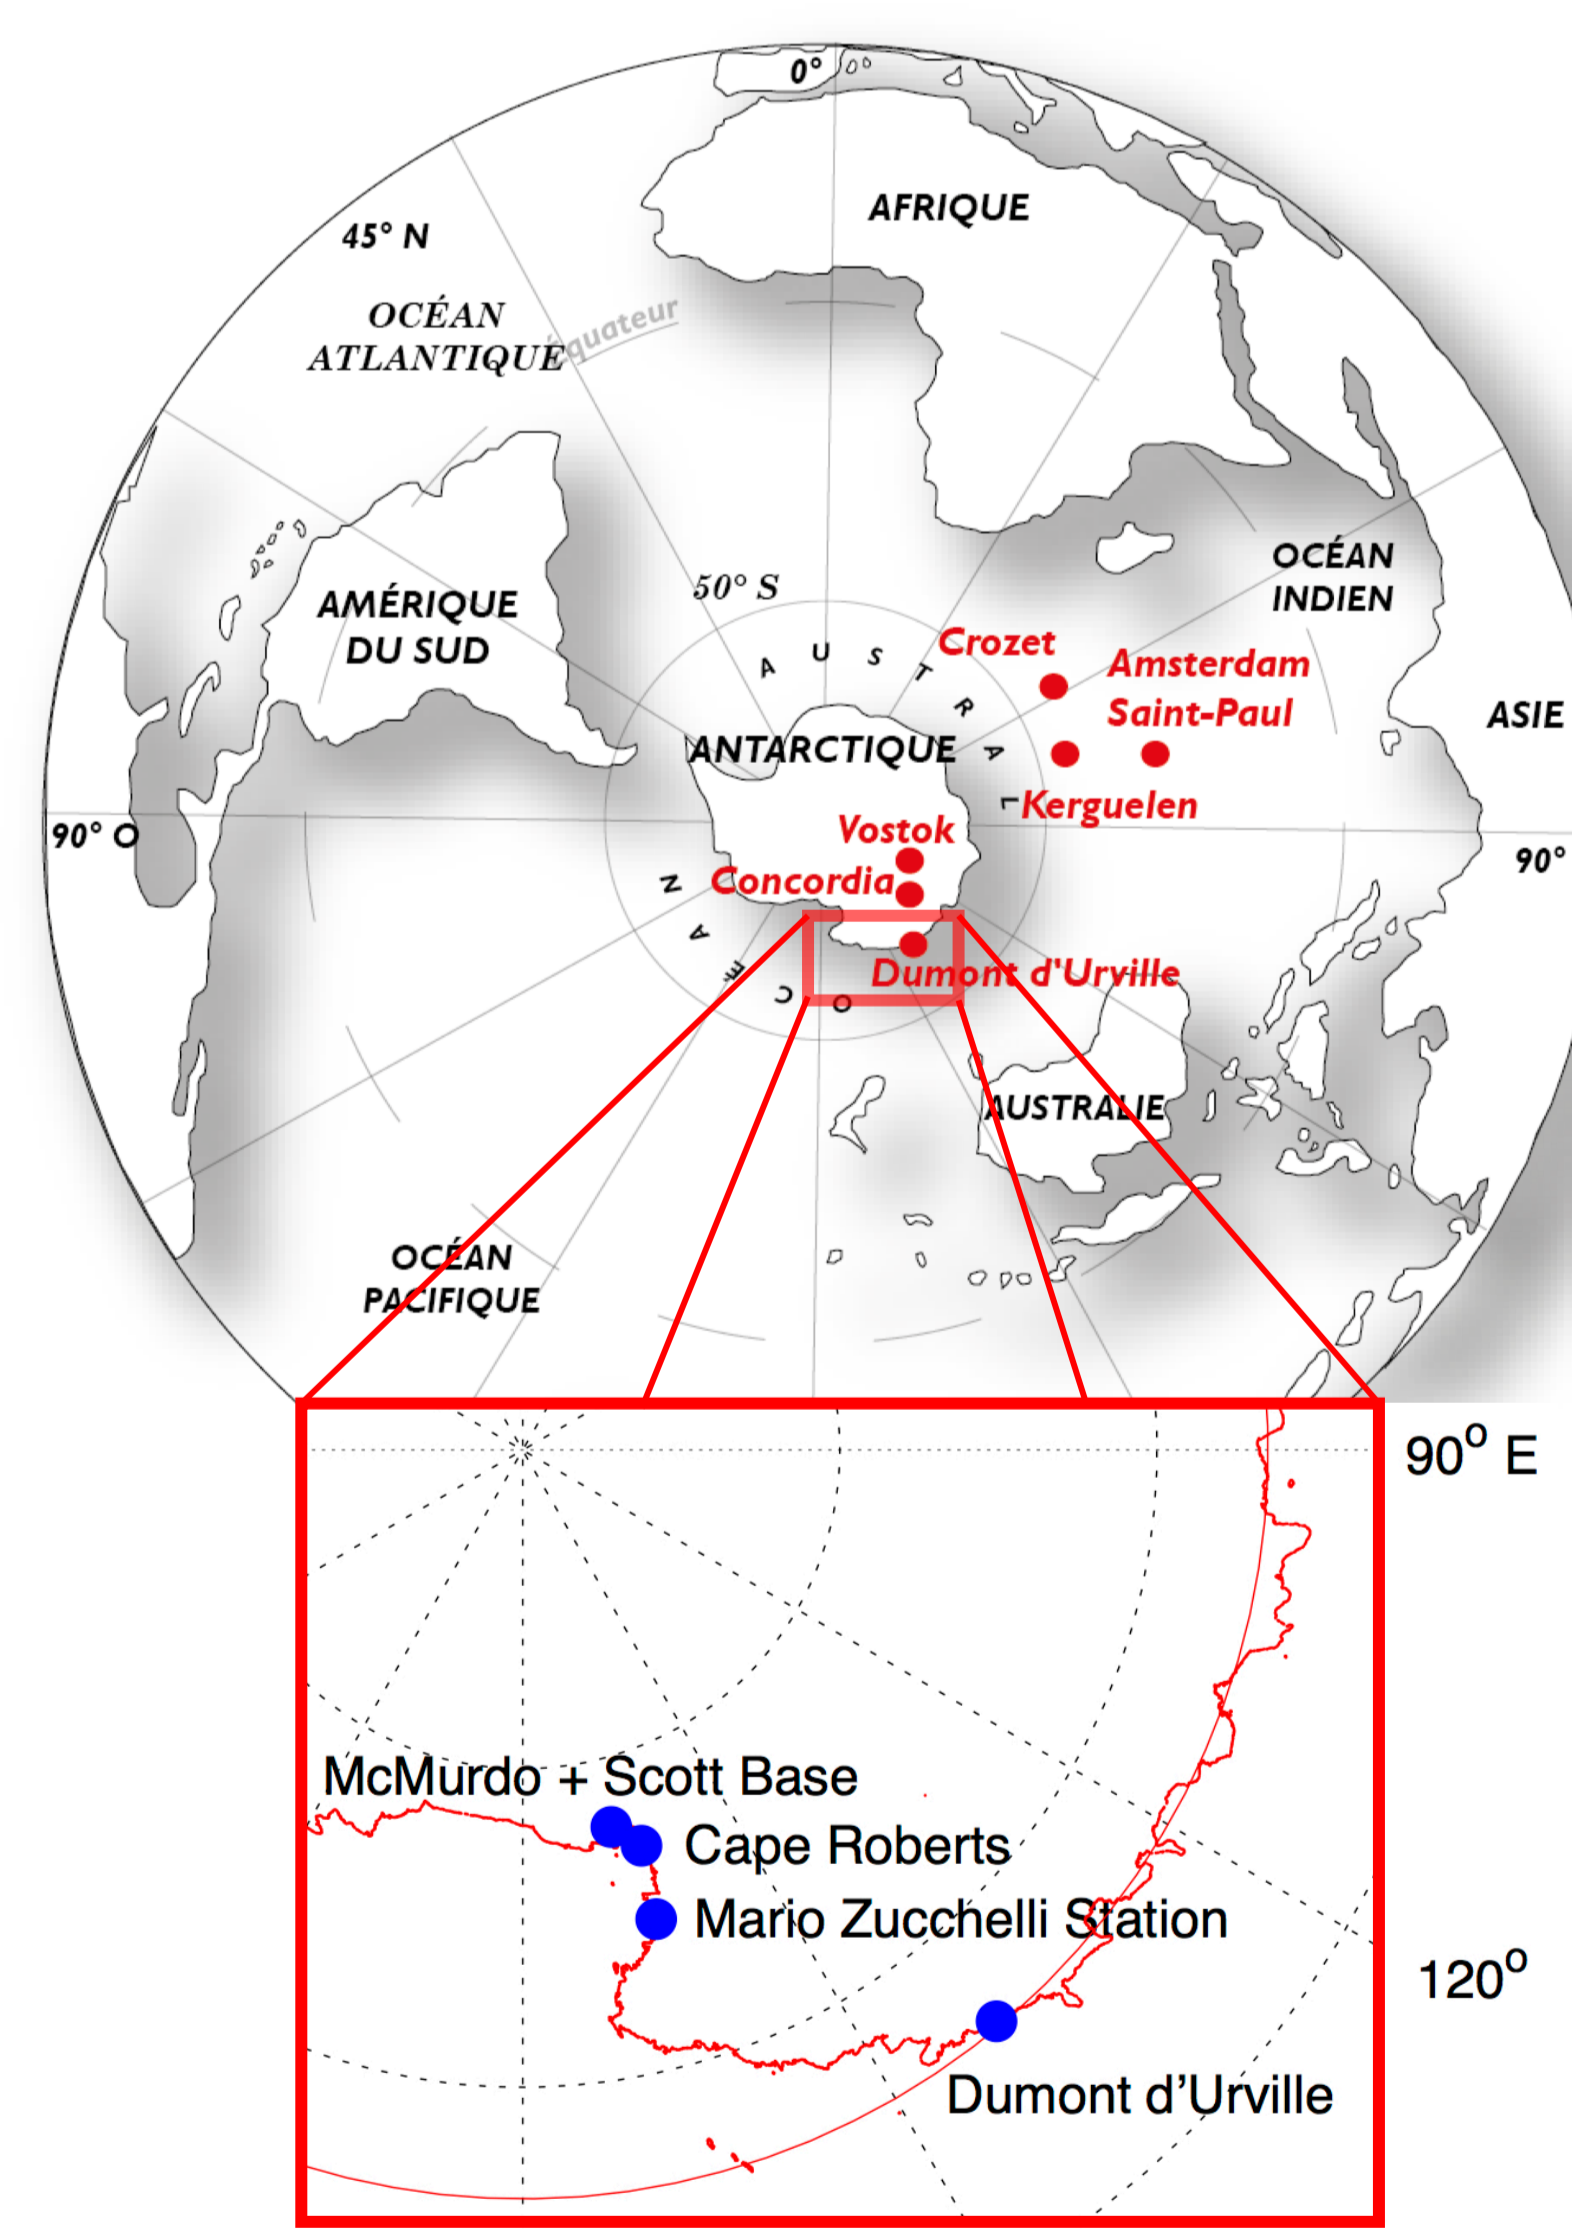 0°
AFRIQUE
45° N
OCÉAN
ATLANTIQUE
équateur
OCÉAN
INDIEN
50° S
AMÉRIQUE
DU SUD
Crozet
Amsterdam
Saint-Paul
ASIE
ANTARCTIQUE
Kerguelen
90° O
Vostok
90°
Concordia
OCÉAN AUSTRAL
Dumont d'Urville
AUSTRALIE
OCÉAN
PACIFIQUE
90° E
McMurdo + Scott Base
Cape Roberts
Mario Zucchelli Station
120°
Dumont d’Urville